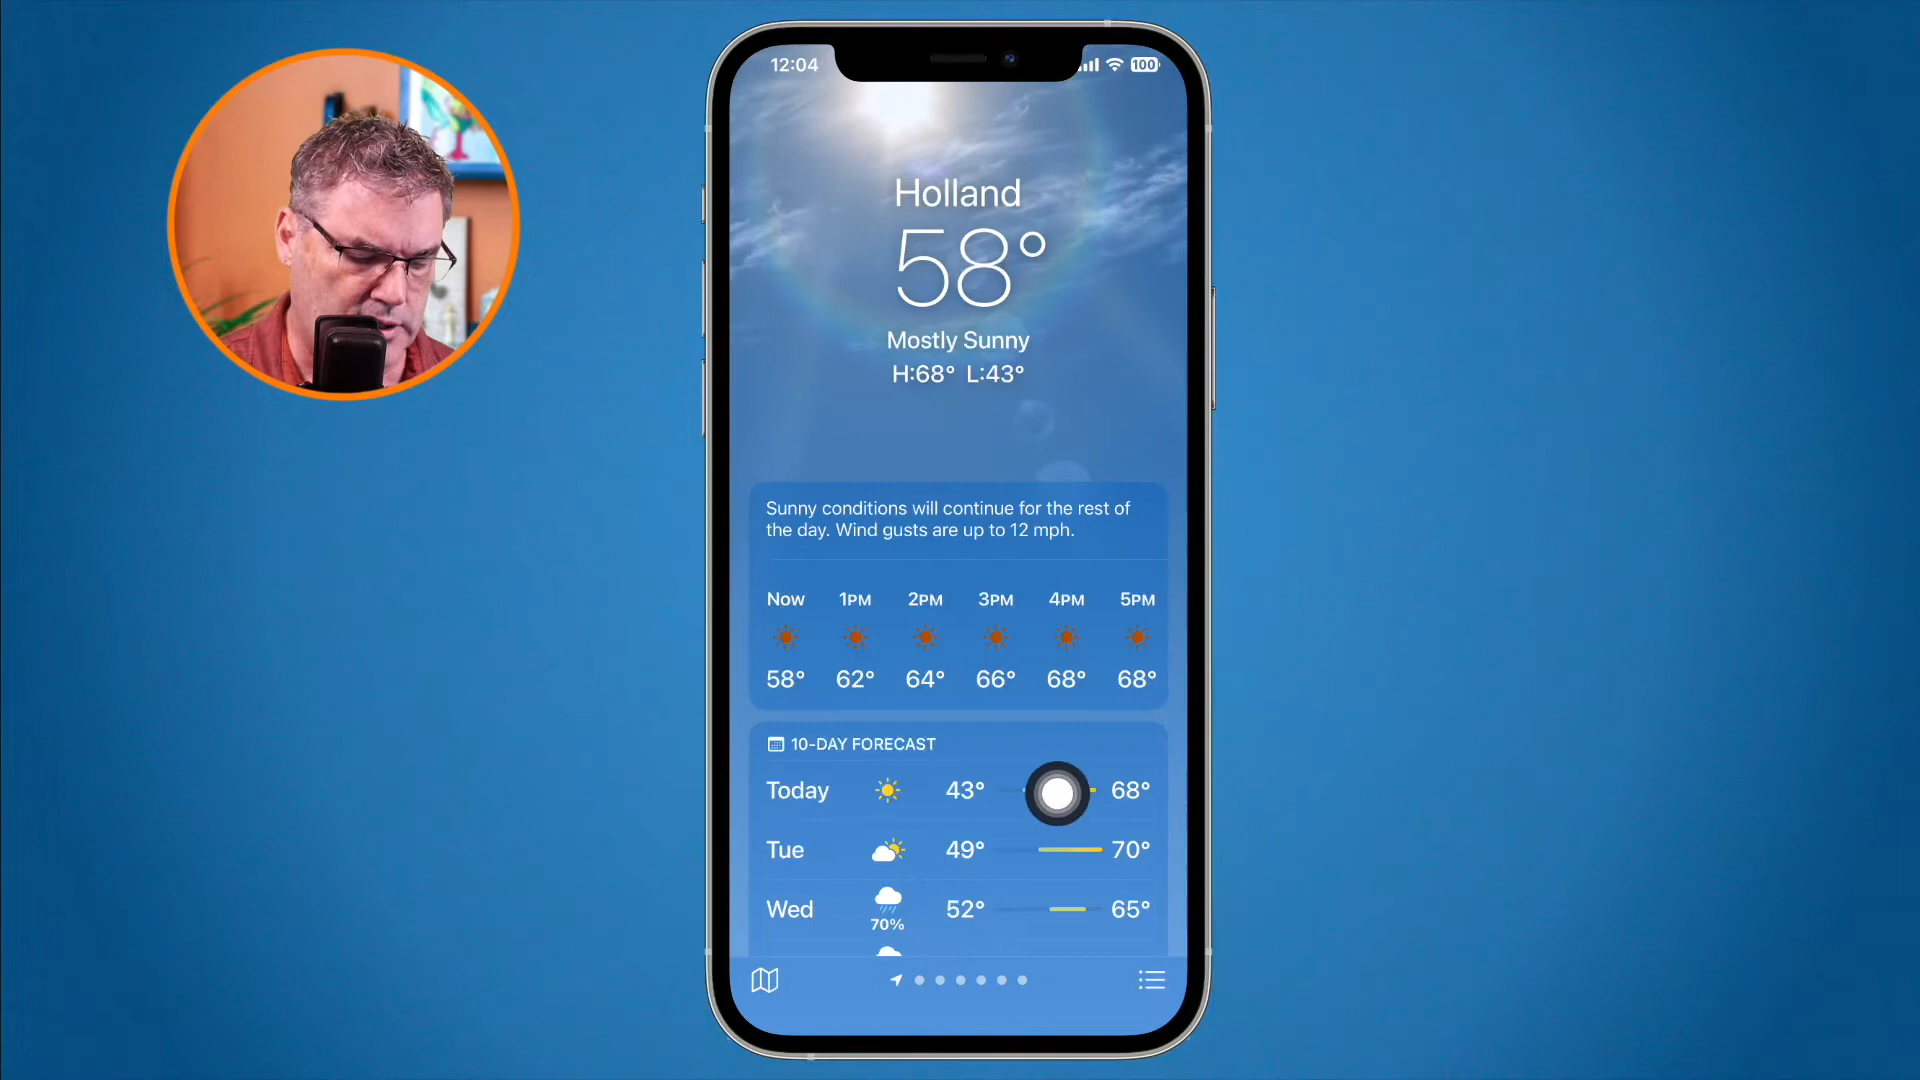 12:04
100
Holland
58°
Mostly Sunny
H:68° L:43°
Sunny conditions will continue for the rest of
the day. Wind gusts are up to 12 mph.
Now 1PM 2PM 3PM 4PM 5PM
58° 62° 64° 66° 68° 68°
10-DAY FORECAST
Today 43° 68°
Tue 49° 70°
Wed 70% 52° 65°